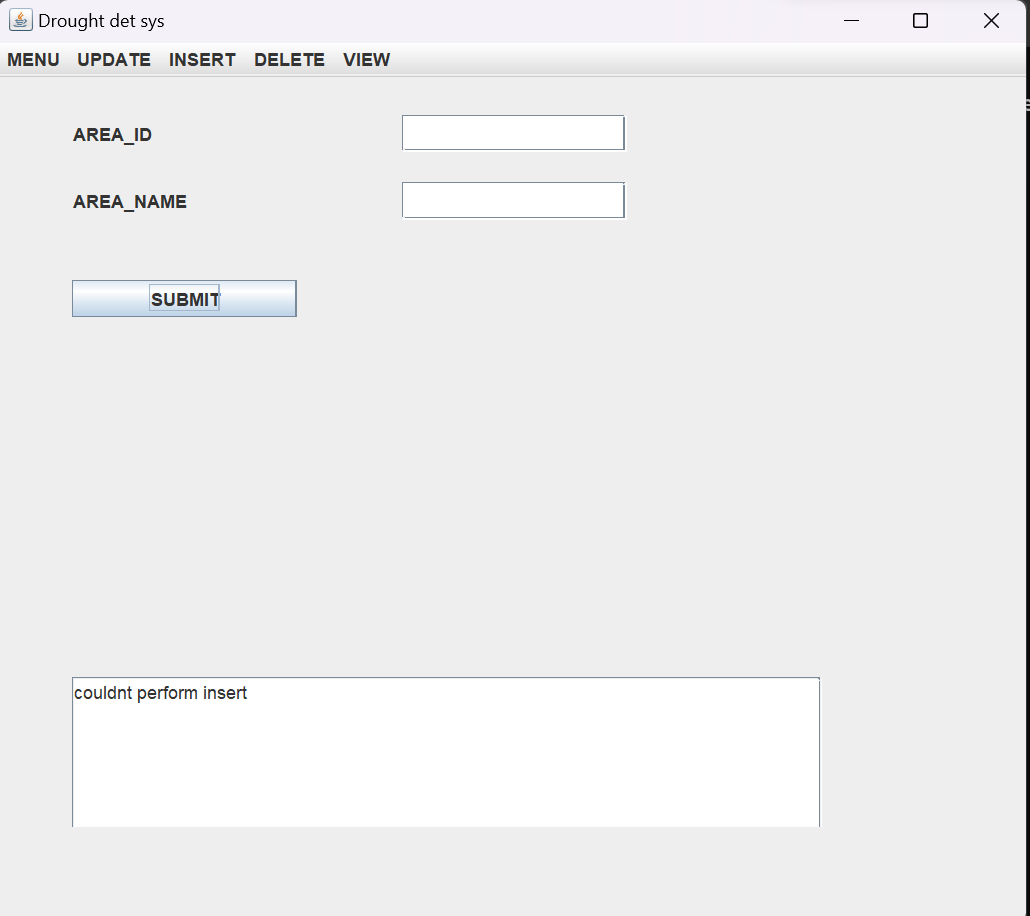 Drought det sys
MENU UPDATE INSERT DELETE VIEW
AREA_ID
AREA_NAME
SUBMIT
couldnt perform insert